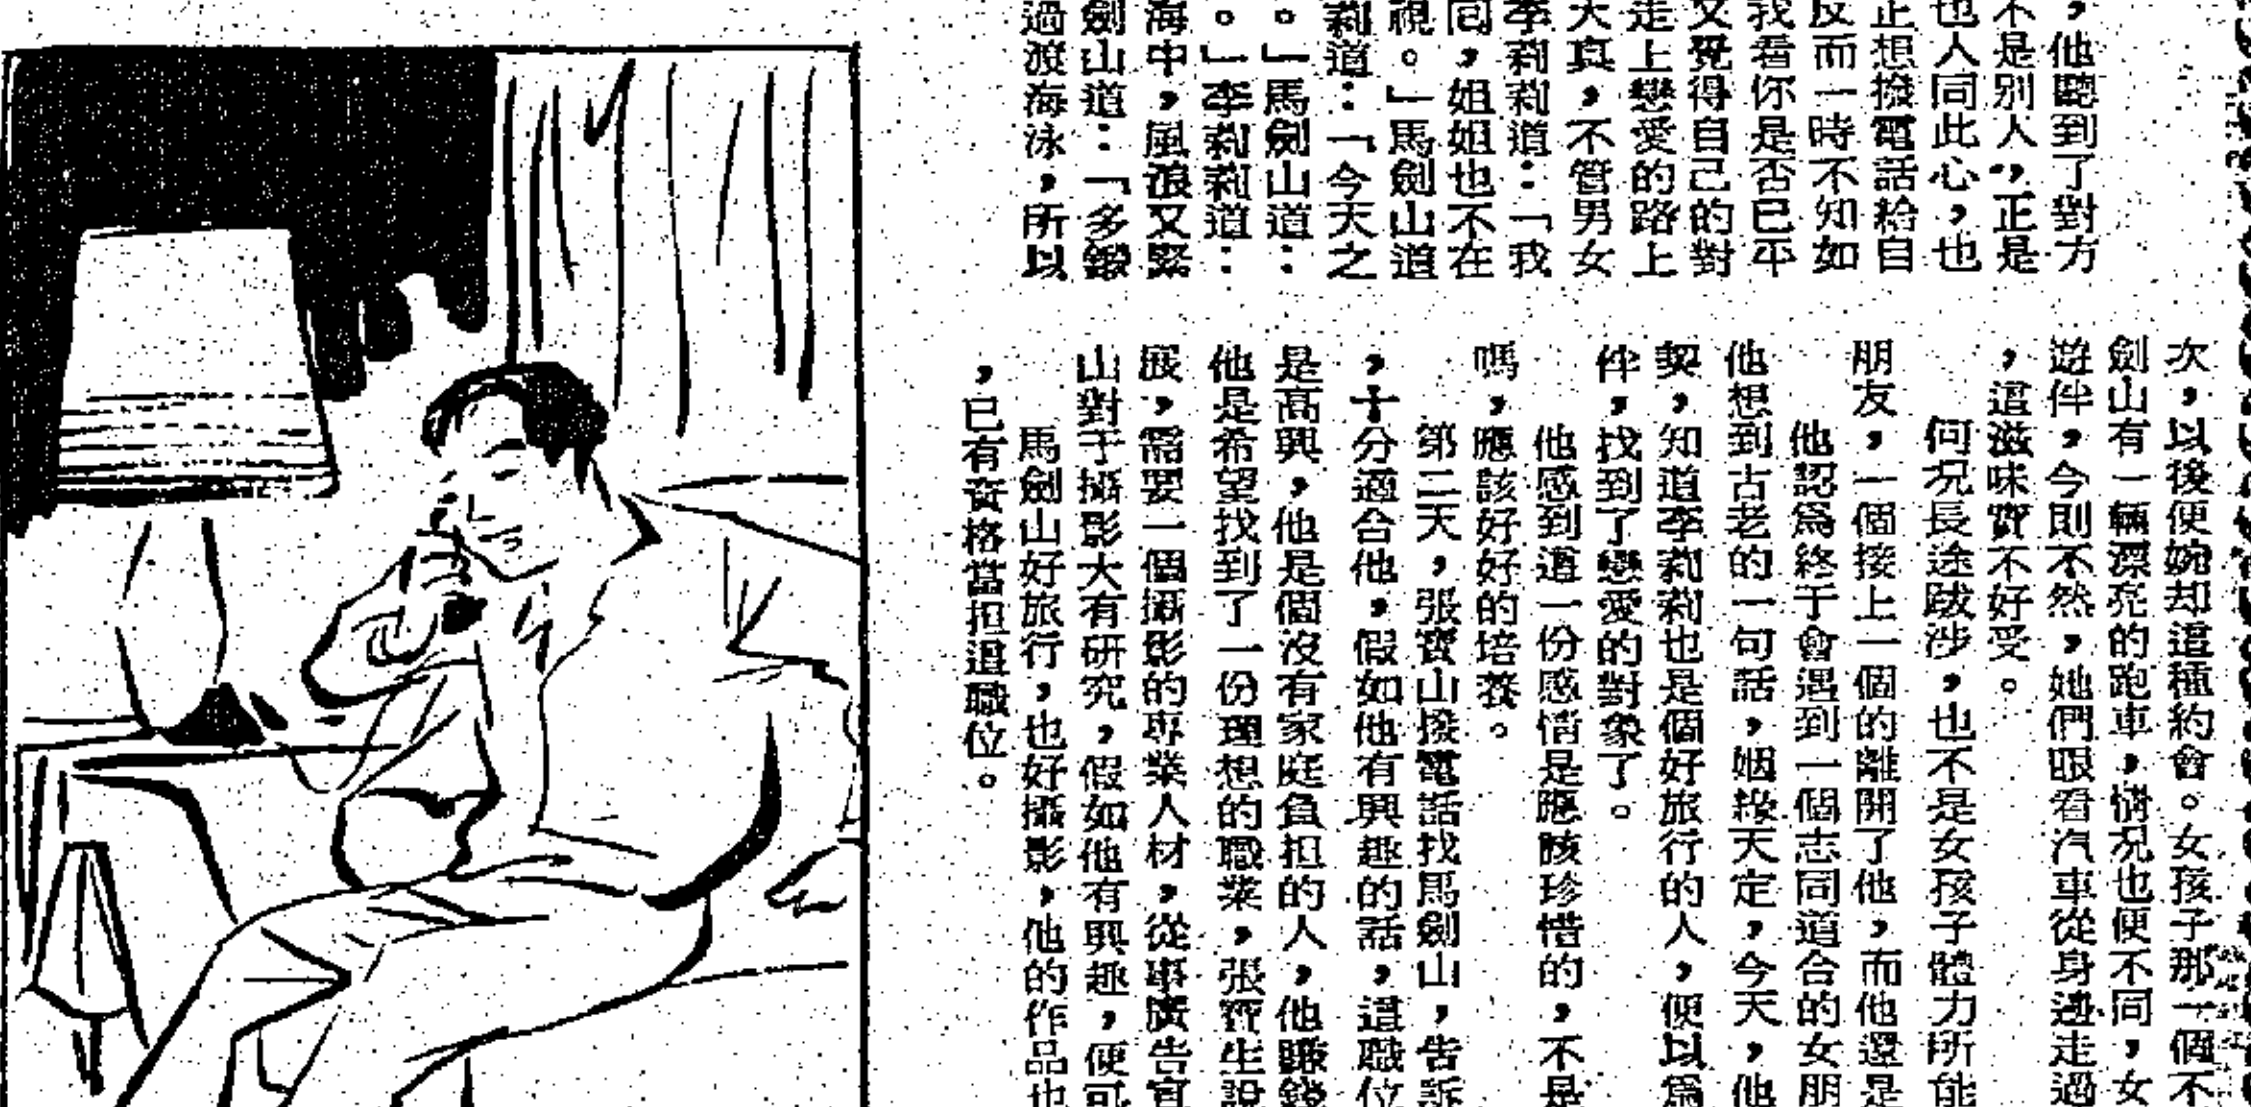 ，他聽到了對方
不是別人，正是
也人同此心，也
正想撥電話給自
反而一時不知如
我看你是否已平
又覺得自己的對
走上戀愛的路上
天真，不管男女
李莉莉道：「我
同，姐姐也不在
視。」馬劍山道
莉道：「今天之
。」馬劍山道：
。」李莉莉道：
海中，風浪又緊
劍山道：「多鍛
過渡海泳，所以
次，以後便婉却這種約會。女孩子那一個不
劍山有一輛漂亮的跑車，情况也便不同，女
遊伴，今則不然，她們眼看汽車從身邊走過
，這滋味實不好受。
何况長途跋涉，也不是女孩子體力所能
朋友，一個接上一個的離開了他，而他還是
他認爲終于會遇到一個志同道合的女朋
他想到古老的一句話，姻緣天定，今天，他
契，知道李莉莉也是個好旅行的人，便以爲
件，找到了戀愛的對象了。
他感到這一份感情是應該珍惜的，不是
嗎，應該好好的培養。
第二天，張寶山撥電話找馬劍山，告訴
，十分適合他，假如他有興趣的話，這職位
是高興，他是個沒有家庭負担的人，他賺錢
他是希望找到了一份理想的職業，張寶生說
展，需要一個攝影的専業人材，從事廣告宣
山對于攝影大有研究，假如他有興趣，便可
馬劍山好旅行，也好攝影，他的作品也
，已有資格當担這職位。